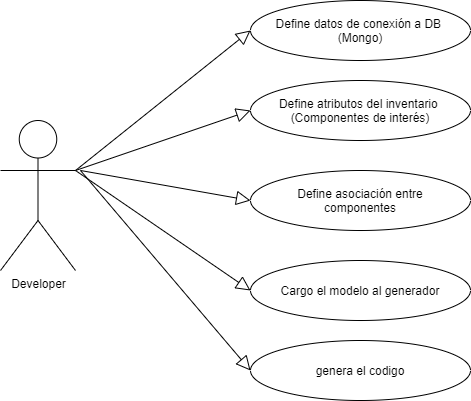 Define datos de conexión a DB
(Mongo)
Define atributos del inventario
(Componentes de interés)
Define asociación entre
componentes
Developer
Cargo el modelo al generador
genera el codigo